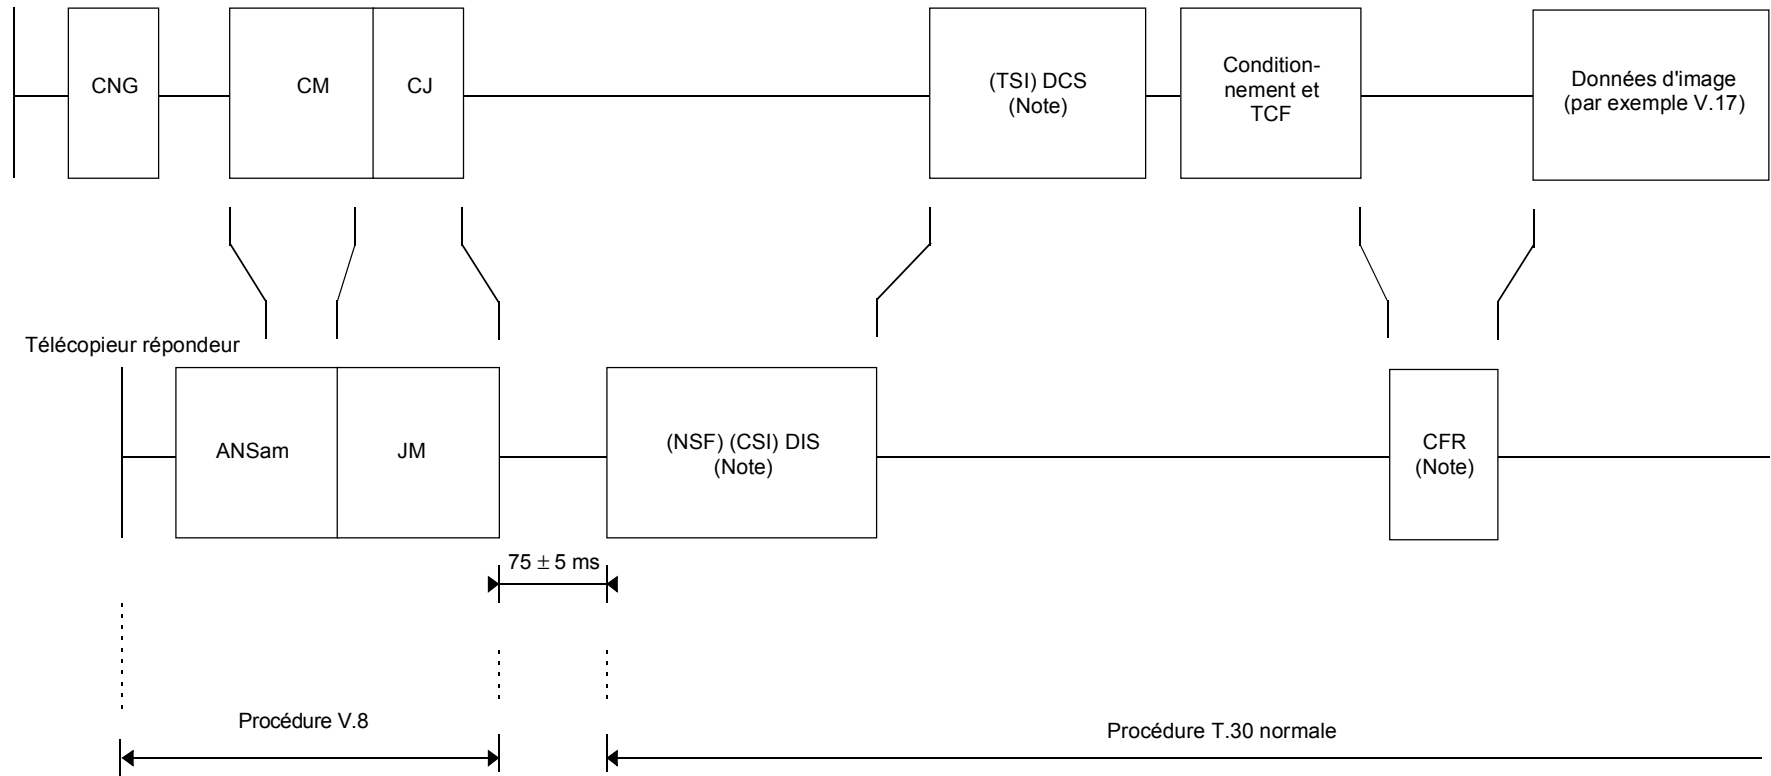 CNG
CM
CJ
(TSI) DCS
(Note)
Condition-
nement et
TCF
Données d'image
(par exemple V.17)
Télécopieur répondeur
ANSam
JM
(NSF) (CSI) DIS
(Note)
CFR
(Note)
75 ± 5 ms
Procédure V.8
Procédure T.30 normale